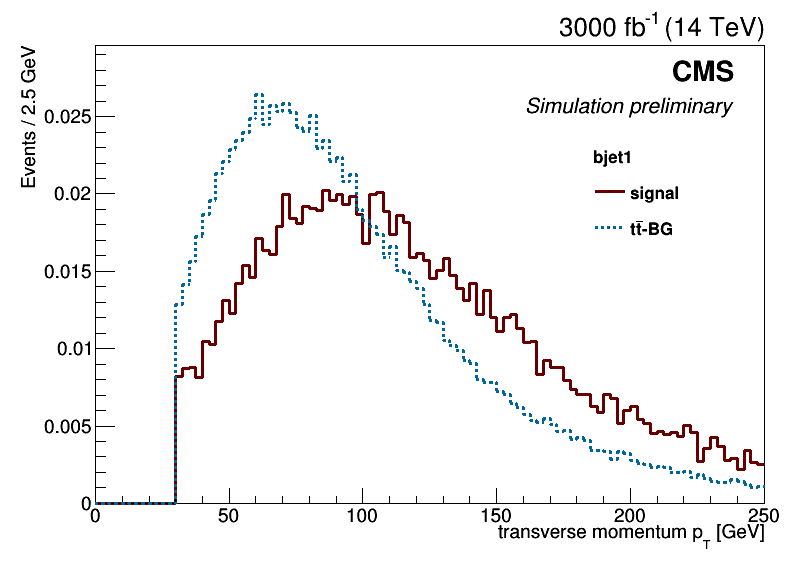 3000 fb⁻¹ (14 TeV)
Events / 2.5 GeV
CMS
Simulation preliminary
bjet1
signal
tt̄-BG
0.025
0.02
0.015
0.01
0.005
0
0 50 100 150 200 250
transverse momentum p_T [GeV]